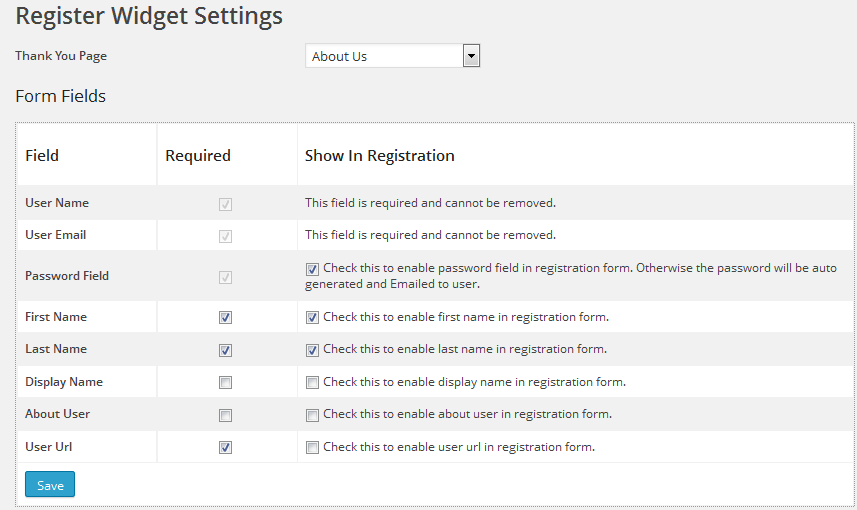 Register Widget Settings
Thank You Page About Us
Form Fields
Field Required Show In Registration
User Name This field is required and cannot be removed.
User Email This field is required and cannot be removed.
Password Field Check this to enable password field in registration form. Otherwise the password will be auto
generated and Emailed to user.
First Name Check this to enable first name in registration form.
Last Name Check this to enable last name in registration form.
Display Name Check this to enable display name in registration form.
About User Check this to enable about user in registration form.
User Url Check this to enable user url in registration form.
Save